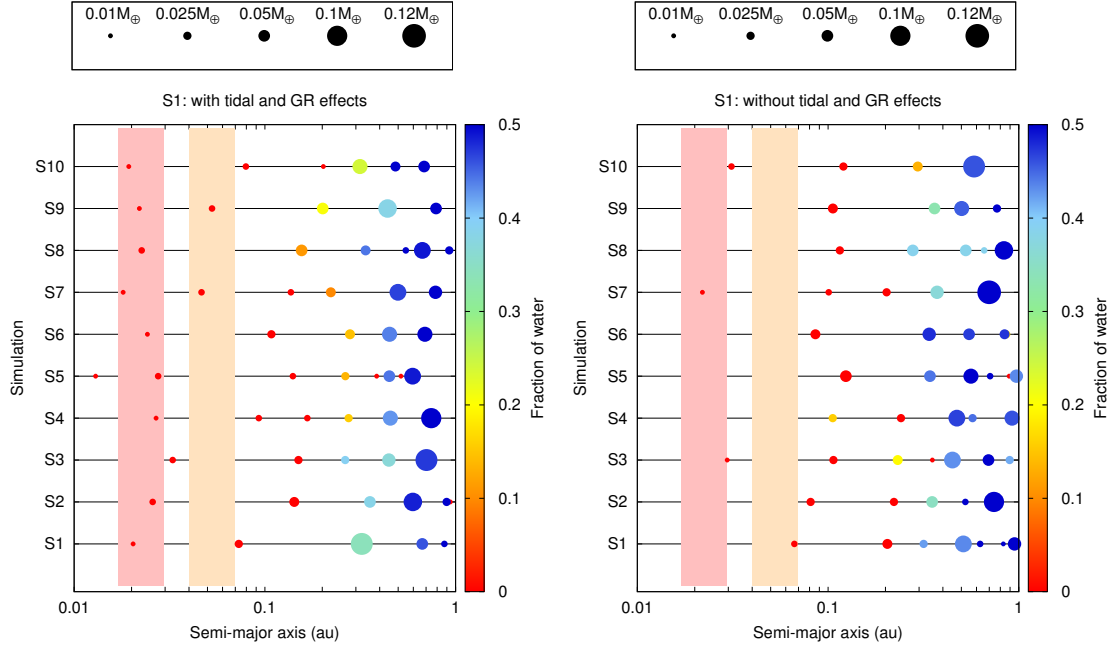 0.01M⊕ 0.025M⊕ 0.05M⊕ 0.1M⊕ 0.12M⊕
S1: with tidal and GR effects
Simulation
S10
S9
S8
S7
S6
S5
S4
S3
S2
S1
0.01 0.1 1
Semi-major axis (au)
0.5
0.4
0.3
0.2
0.1
0
Fraction of water
0.01M⊕ 0.025M⊕ 0.05M⊕ 0.1M⊕ 0.12M⊕
S1: without tidal and GR effects
Simulation
S10
S9
S8
S7
S6
S5
S4
S3
S2
S1
0.01 0.1 1
Semi-major axis (au)
0.5
0.4
0.3
0.2
0.1
0
Fraction of water